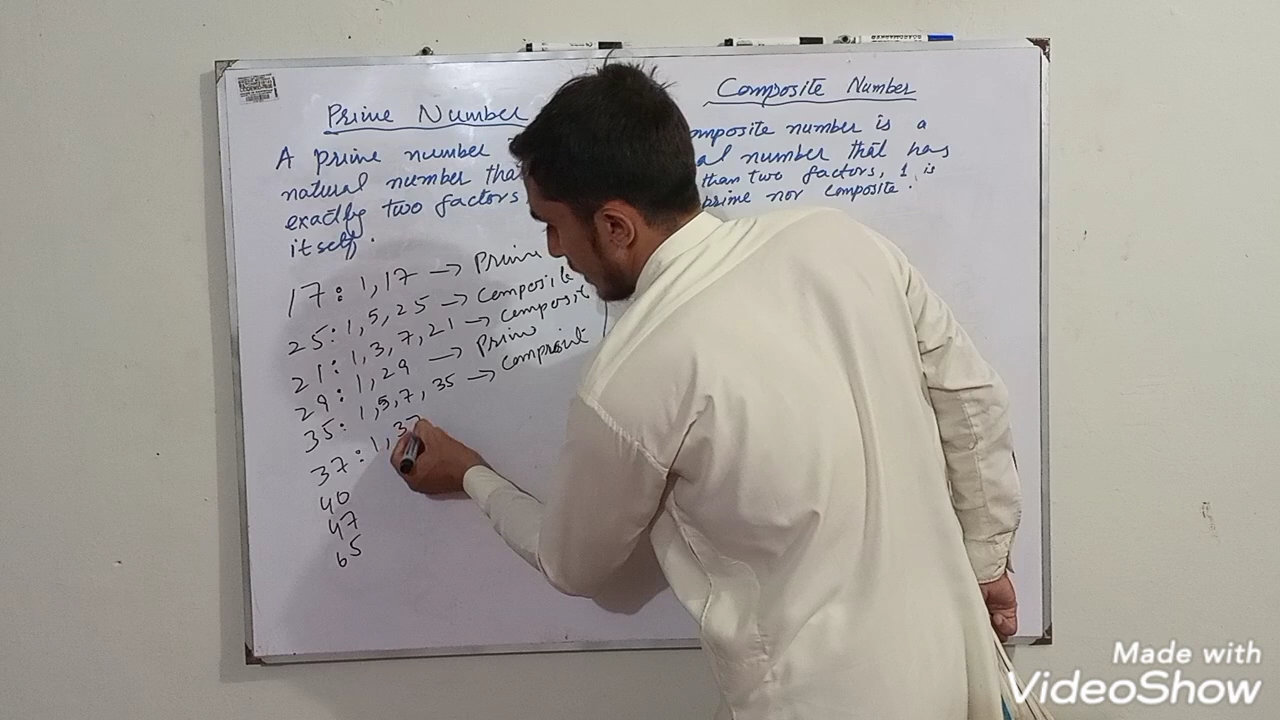 Prime Number
A prime number
natural number that
exactly two factors
itself.
17: 1, 17 → Prime
25: 1, 5, 25 → Composite
21: 1, 3, 7, 21 → Composit
29: 1, 29 → Prime
35: 1, 5, 7, 35 → Composit
37: 1, 37
40
47
65
Composite Number
omposite number is a
al number that has
than two factors, 1 is
prime nor composite.
Made with
VideoShow